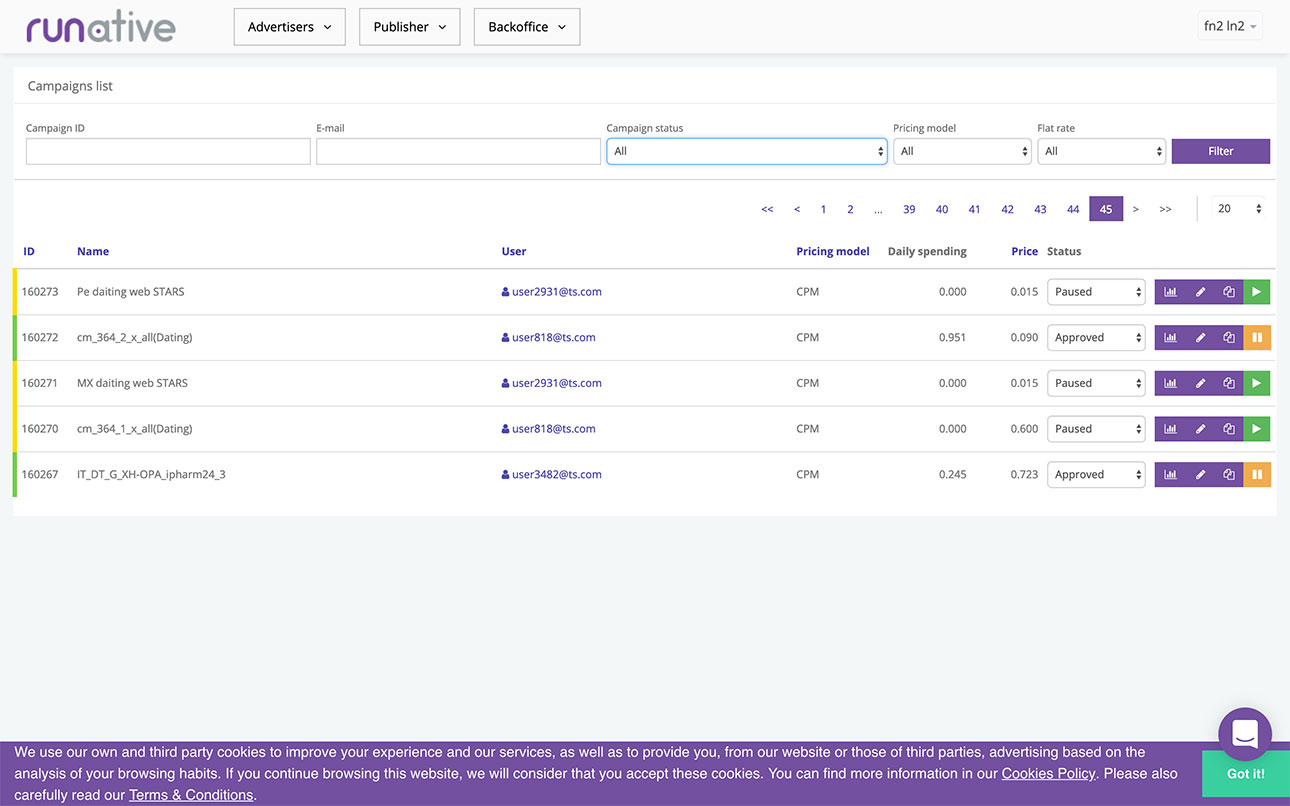 runative
Advertisers
Publisher
Backoffice
fn2 ln2
Campaigns list
Campaign ID
E-mail
Campaign status
Pricing model
Flat rate
All
All
All
Filter
<< < 1 2 ... 39 40 41 42 43 44 45 > >> 20
ID Name User Pricing model Daily spending Price Status
160273 Pe daiting web STARS user2931@ts.com CPM 0.000 0.015 Paused
160272 cm_364_2_x_all(Dating) user818@ts.com CPM 0.951 0.090 Approved
160271 MX daiting web STARS user2931@ts.com CPM 0.000 0.015 Paused
160270 cm_364_1_x_all(Dating) user818@ts.com CPM 0.000 0.600 Paused
160267 IT_DT_G_XH-OPA_ipharm24_3 user3482@ts.com CPM 0.245 0.723 Approved
We use our own and third party cookies to improve your experience and our services, as well as to provide you, from our website or those of third parties, advertising based on the
analysis of your browsing habits. If you continue browsing this website, we will consider that you accept these cookies. You can find more information in our Cookies Policy. Please also
carefully read our Terms & Conditions.
Got it!